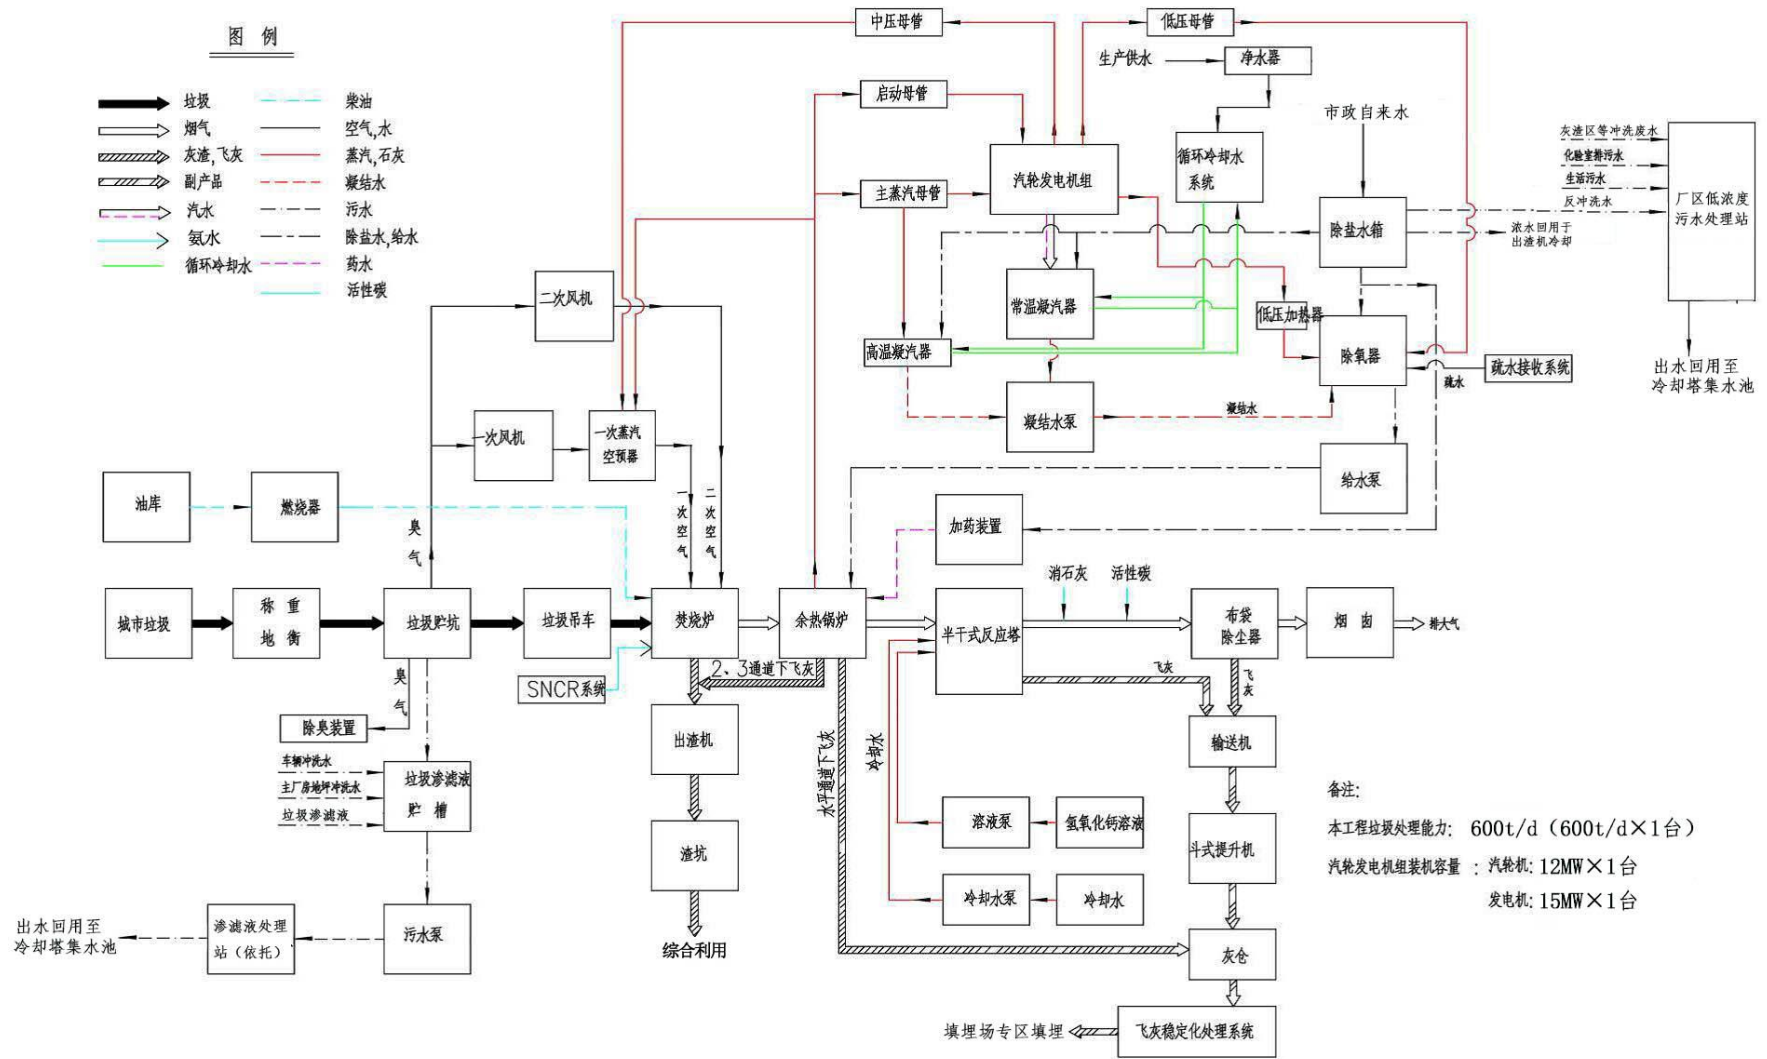 图 例
垃圾
烟气
灰渣,飞灰
副产品
汽水
氨水
循环冷却水
柴油
空气,水
蒸汽,石灰
凝结水
污水
除盐水,给水
药水
活性碳
中压母管
低压母管
生产供水
净水器
启动母管
市政自来水
灰渣区等冲洗废水
化验室排污水
生活污水
反冲洗水
厂区低浓度
污水处理站
循环冷却水
系统
汽轮发电机组
主蒸汽母管
除盐水箱
浓水回用于
出渣机冷却
二次风机
常温凝汽器
低压加热器
高温凝汽器
除氧器
疏水
疏水接收系统
出水回用至
冷却塔集水池
一次风机
一次蒸汽
空预器
凝结水泵
凝结水
给水泵
油库
燃烧器
臭气
一次空气
二次空气
加药装置
消石灰
活性碳
城市垃圾
称 重
地 衡
垃圾贮坑
垃圾吊车
焚烧炉
余热锅炉
半干式反应塔
布袋
除尘器
烟 囱
排大气
SNCR系统
2、3通道下飞灰
飞灰
飞灰
臭气
除臭装置
车辆冲洗水
主厂房地坪冲洗水
垃圾渗滤液
垃圾渗滤液
贮 槽
出渣机
水平通道下飞灰
冷却水
输送机
渣坑
溶液泵
氢氧化钙溶液
斗式提升机
冷却水泵
冷却水
综合利用
灰仓
出水回用至
冷却塔集水池
渗滤液处理
站(依托)
污水泵
填埋场专区填埋
飞灰稳定化处理系统
备注:
本工程垃圾处理能力: 600t/d（600t/d×1台）
汽轮发电机组装机容量 : 汽轮机: 12MW×1台
发电机: 15MW×1台